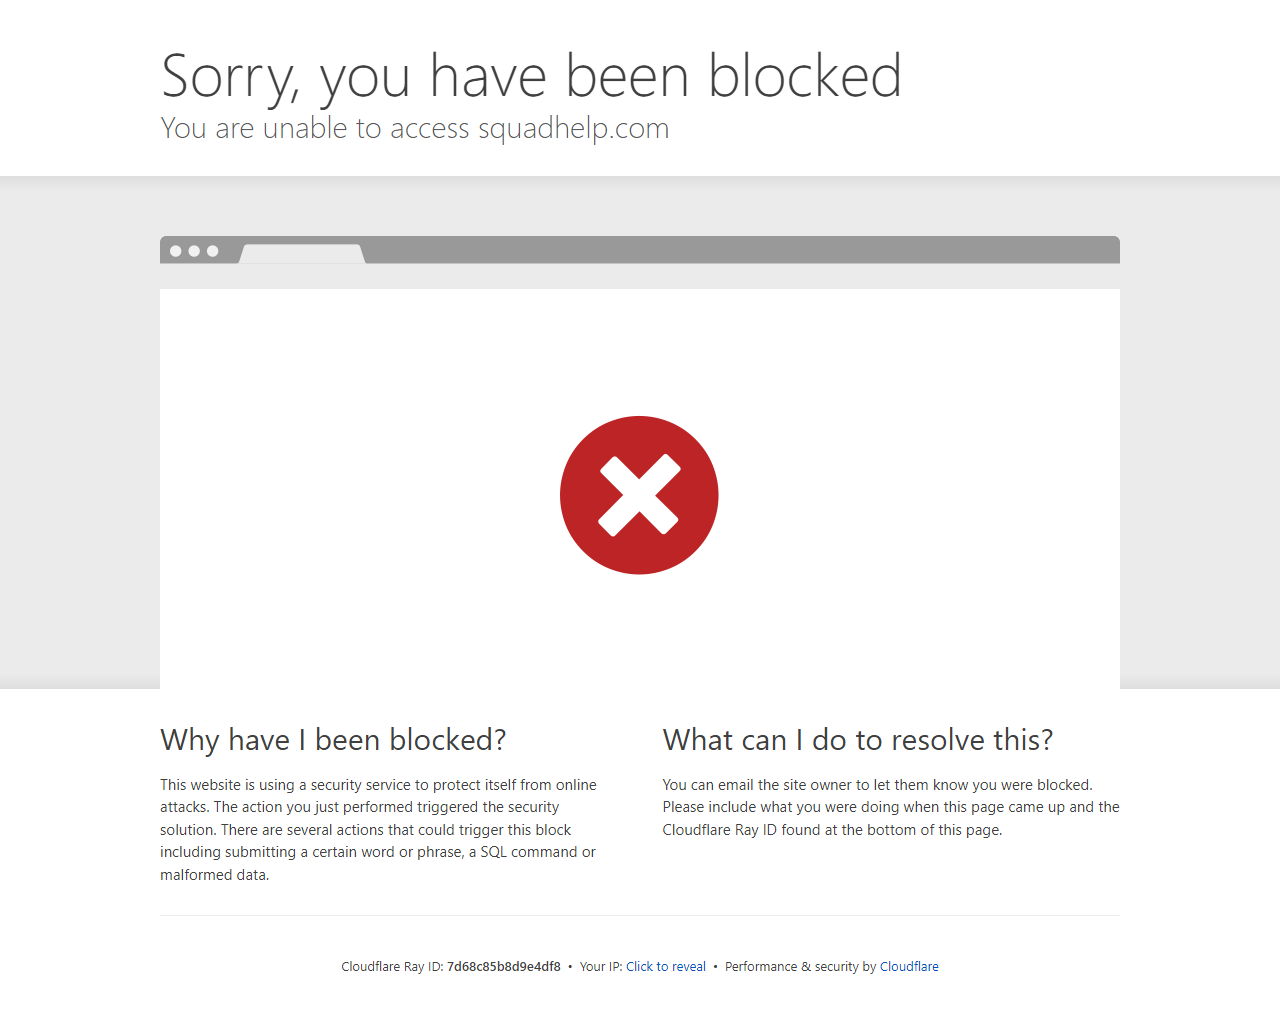 Sorry, you have been blocked
You are unable to access squadhelp.com
Why have I been blocked?
This website is using a security service to protect itself from online
attacks. The action you just performed triggered the security
solution. There are several actions that could trigger this block
including submitting a certain word or phrase, a SQL command or
malformed data.
What can I do to resolve this?
You can email the site owner to let them know you were blocked.
Please include what you were doing when this page came up and the
Cloudflare Ray ID found at the bottom of this page.
Cloudflare Ray ID: 7d68c85b8d9e4df8 • Your IP: Click to reveal • Performance & security by Cloudflare